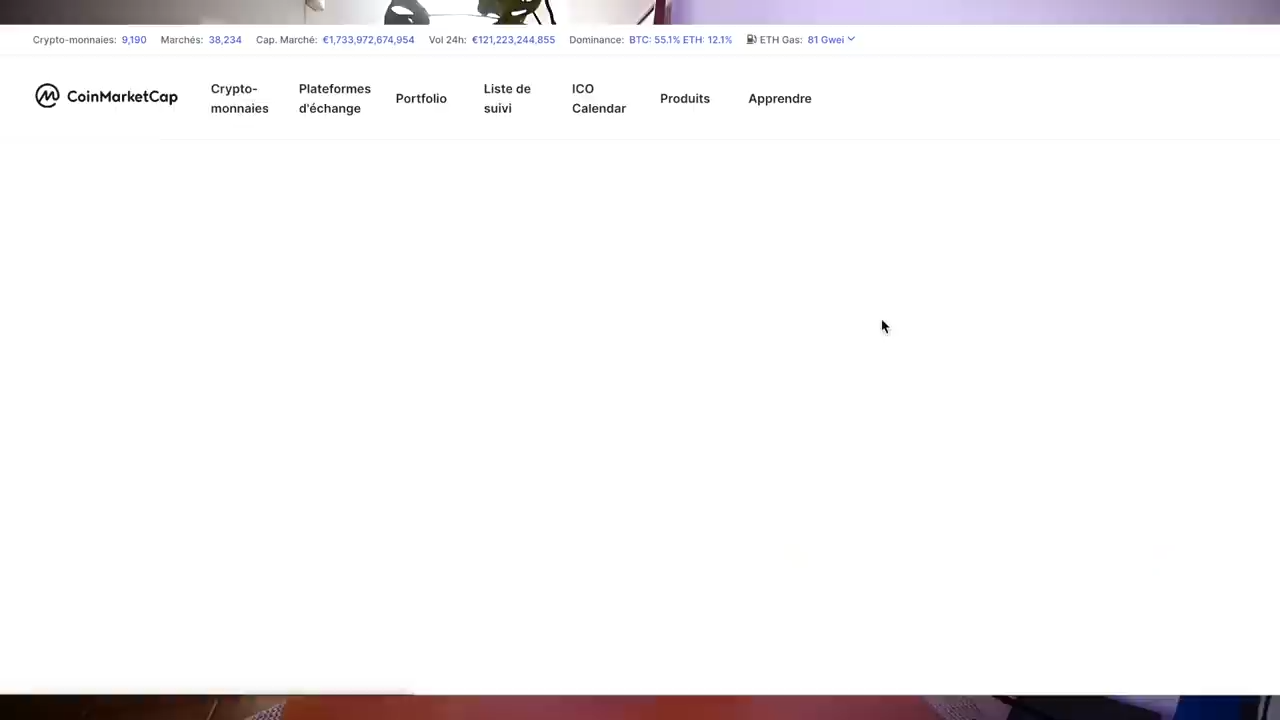 Crypto-monnaies: 9,190 Marchés: 38,234 Cap. Marché: €1,733,972,674,954 Vol 24h: €121,223,244,855 Dominance: BTC: 55.1% ETH: 12.1% ETH Gas: 81 Gwei
CoinMarketCap
Crypto-
monnaies
Plateformes
d'échange
Portfolio
Liste de
suivi
ICO
Calendar
Produits
Apprendre